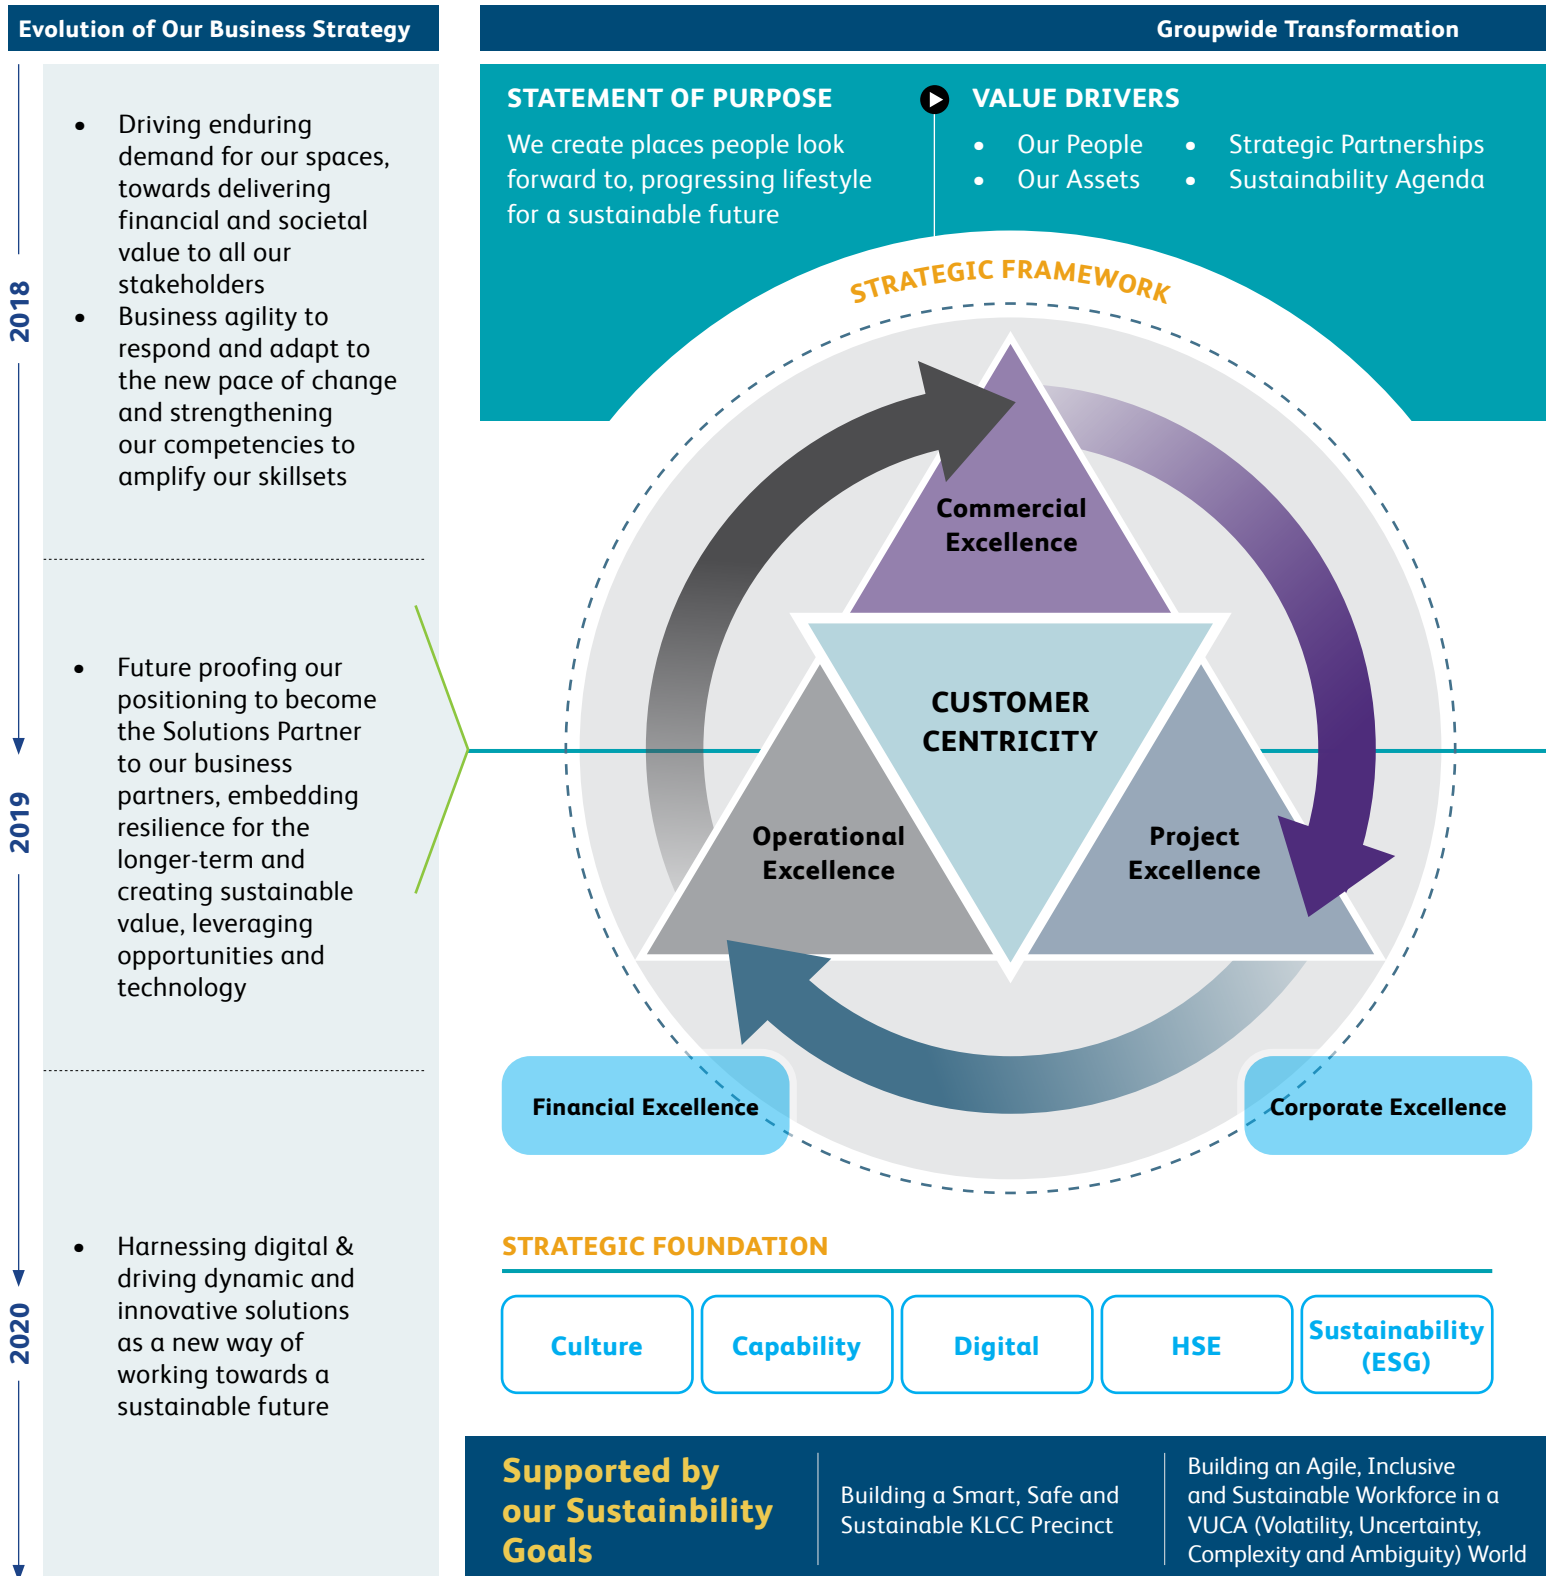 Evolution of Our Business Strategy
2018
• Driving enduring
demand for our spaces,
towards delivering
financial and societal
value to all our
stakeholders
• Business agility to
respond and adapt to
the new pace of change
and strengthening
our competencies to
amplify our skillsets
2019
• Future proofing our
positioning to become
the Solutions Partner
to our business
partners, embedding
resilience for the
longer-term and
creating sustainable
value, leveraging
opportunities and
technology
2020
• Harnessing digital &
driving dynamic and
innovative solutions
as a new way of
working towards a
sustainable future
Groupwide Transformation
STATEMENT OF PURPOSE
We create places people look
forward to, progressing lifestyle
for a sustainable future
VALUE DRIVERS
• Our People
• Our Assets
• Strategic Partnerships
• Sustainability Agenda
STRATEGIC FRAMEWORK
Commercial
Excellence
CUSTOMER
CENTRICITY
Operational
Excellence
Project
Excellence
Financial Excellence
Corporate Excellence
STRATEGIC FOUNDATION
Culture
Capability
Digital
HSE
Sustainability
(ESG)
Supported by
our Sustainbility
Goals
Building a Smart, Safe and
Sustainable KLCC Precinct
Building an Agile, Inclusive
and Sustainable Workforce in a
VUCA (Volatility, Uncertainty,
Complexity and Ambiguity) World